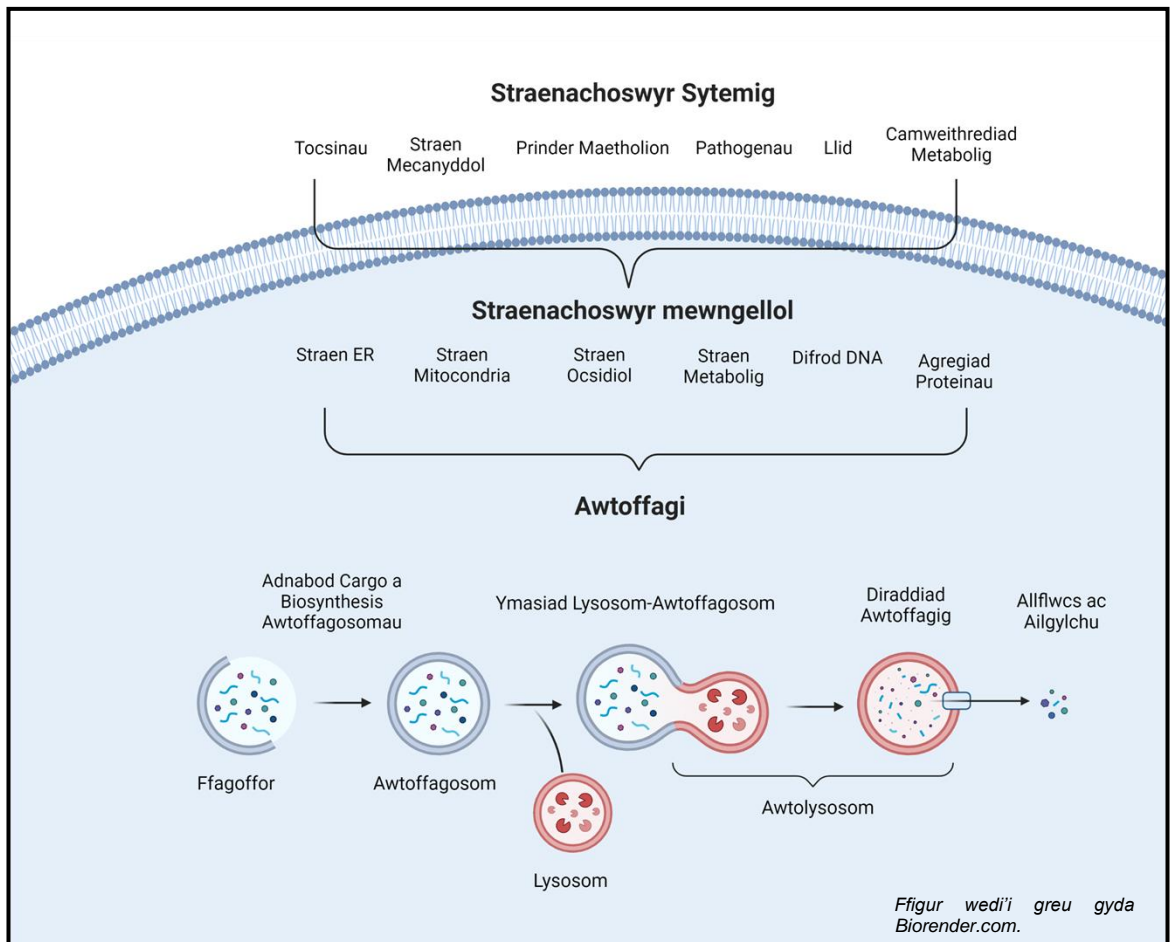 Straenachoswyr Sytemig
Tocsinau
Straen
Mecanyddol
Prinder Maetholion
Pathogenau
Llid
Camweithrediad
Metabolig
Straenachoswyr mewngellol
Straen ER
Straen
Mitocondria
Straen
Ocsidiol
Straen
Metabolig
Difrod DNA
Agregiad
Proteinau
Awtoffagi
Adnabod Cargo a
Biosynthesis
Awtoffagosomau
Ymasiad Lysosom-Awtoffagosom
Diraddiad
Awtoffagig
Allflwcs ac
Ailgylchu
Ffagoffor
Awtoffagosom
Lysosom
Awtolysosom
Ffigur wedi’i greu gyda
Biorender.com.